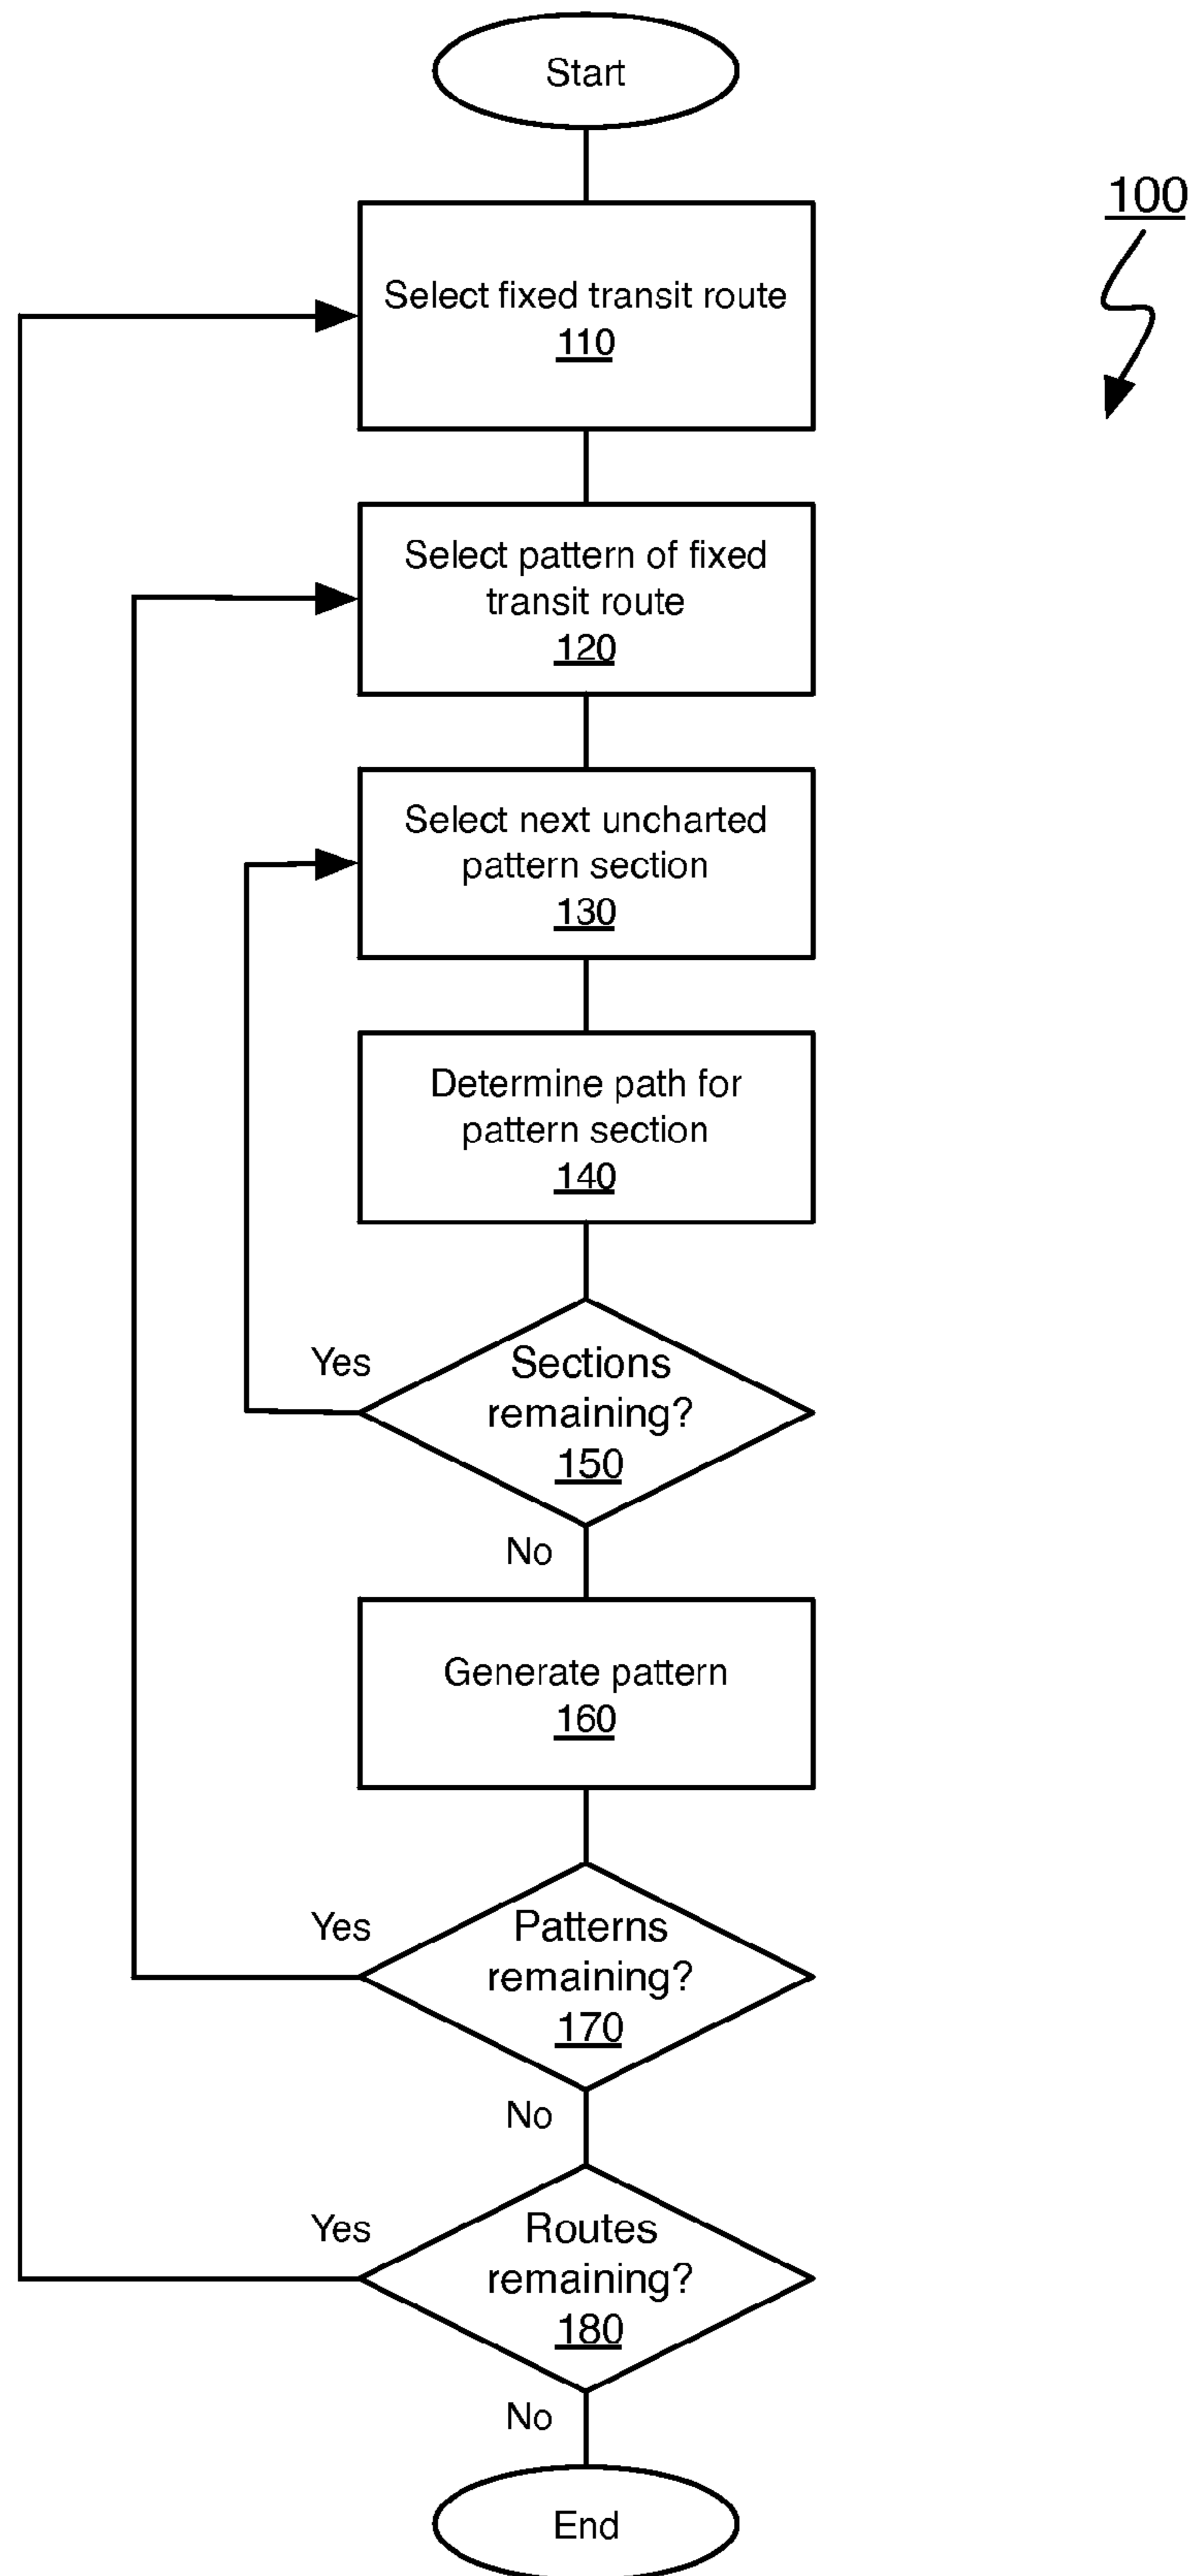 Start
100
Select fixed transit route
110
Select pattern of fixed
transit route
120
Select next uncharted
pattern section
130
Determine path for
pattern section
140
Yes
Sections
remaining?
150
No
Generate pattern
160
Yes
Patterns
remaining?
170
No
Yes
Routes
remaining?
180
No
End